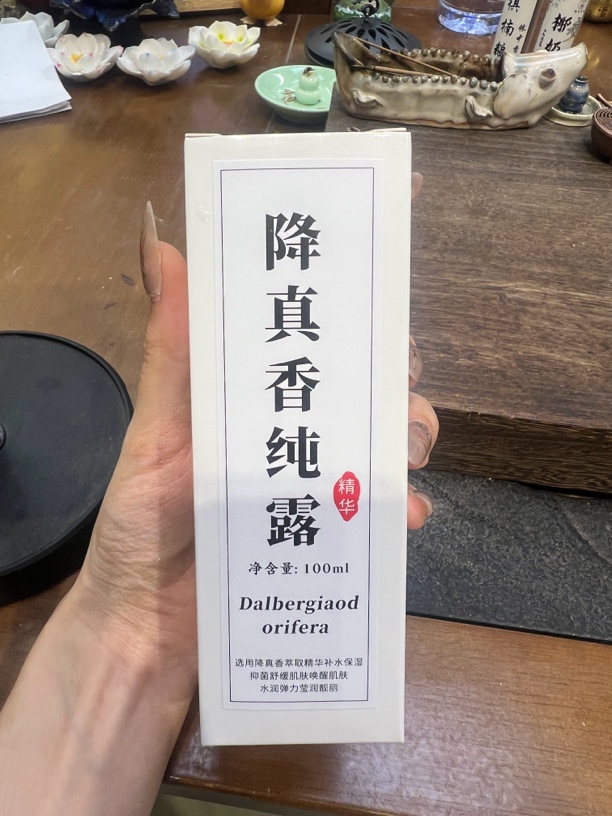 降真香纯露
精华
净含量: 100ml
Dalbergiaod
orifera
选用降真香萃取精华补水保湿
抑菌舒缓肌肤唤醒肌肤
水润弹力莹润靓丽